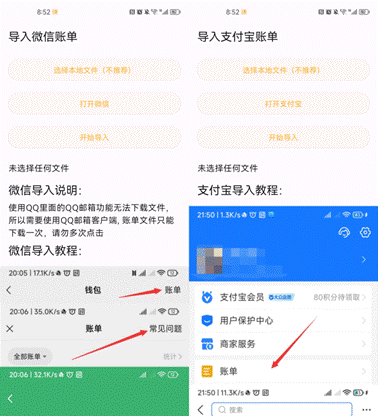 8:52
导入微信账单
选择本地文件（不推荐）
打开微信
开始导入
未选择任何文件
微信导入说明：
使用QQ里面的QQ邮箱功能无法下载文件，
所以需要使用QQ邮箱客户端, 账单文件只能
下载一次，请勿多次点击
微信导入教程：
20:05 | 17.1K/s
钱包
账单
20:06 | 35.0K/s
账单
常见问题
全部账单
统计
20:06 | 32.1K/s
8:52
导入支付宝账单
选择本地文件（不推荐）
打开支付宝
开始导入
未选择任何文件
支付宝导入教程：
21:50 | 1.3K/s
支付宝会员
80积分待领取
用户保护中心
商家服务
账单
21:50 | 11.3K/s
搜索